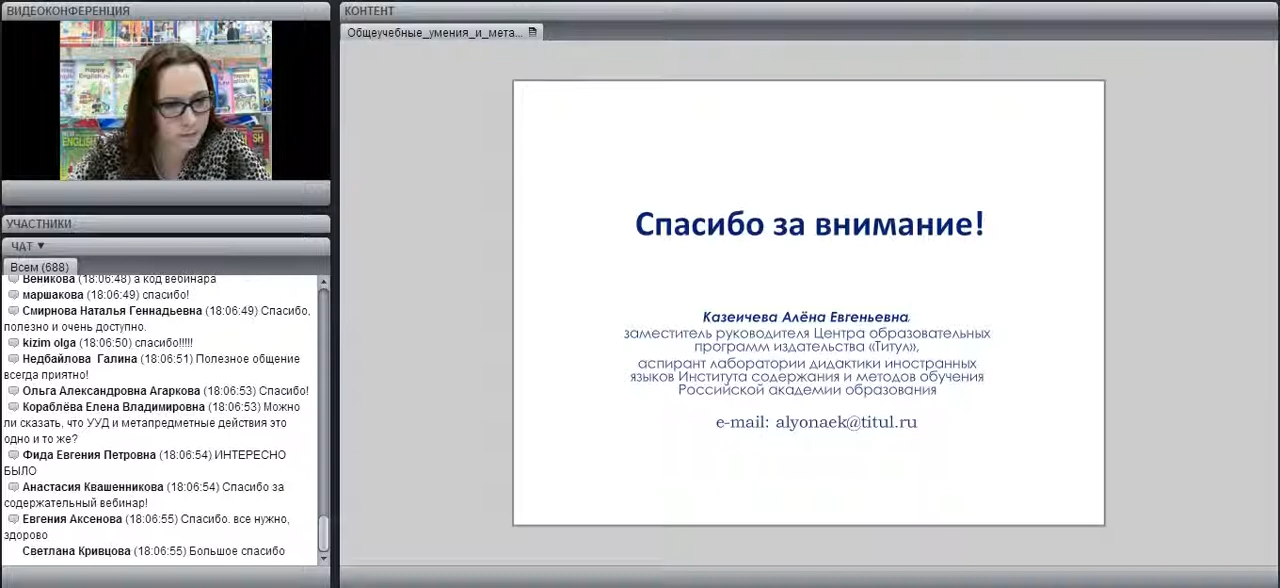 ВИДЕОКОНФЕРЕНЦИЯ
Happy
English.ru
ENGLISH
УЧАСТНИКИ
ЧАТ
Всем (688)
Веникова (18:06:48) а код вебинара
маршакова (18:06:49) спасибо!
Смирнова Наталья Геннадьевна (18:06:49) Спасибо,
полезно и очень доступно.
kizim olga (18:06:50) спасибо!!!!!
Недбайлова Галина (18:06:51) Полезное общение
всегда приятно!
Ольга Александровна Агаркова (18:06:53) Спасибо!
Кораблёва Елена Владимировна (18:06:53) Можно
ли сказать, что УУД и метапредметные действия это
одно и то же?
Фида Евгения Петровна (18:06:54) ИНТЕРЕСНО
БЫЛО
Анастасия Квашенникова (18:06:54) Спасибо за
содержательный вебинар!
Евгения Аксенова (18:06:55) Спасибо. все нужно,
здорово
Светлана Кривцова (18:06:55) Большое спасибо
КОНТЕНТ
Общеучебные_умения_и_мета...
Спасибо за внимание!
Казеичева Алёна Евгеньевна,
заместитель руководителя Центра образовательных
программ издательства «Титул»,
аспирант лаборатории дидактики иностранных
языков Института содержания и методов обучения
Российской академии образования
e-mail: alyonaek@titul.ru